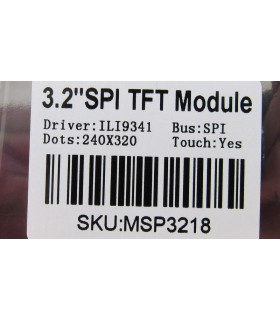 3.2"SPI TFT Module
Driver:ILI9341 Bus:SPI
Dots:240X320 Touch:Yes
SKU:MSP3218